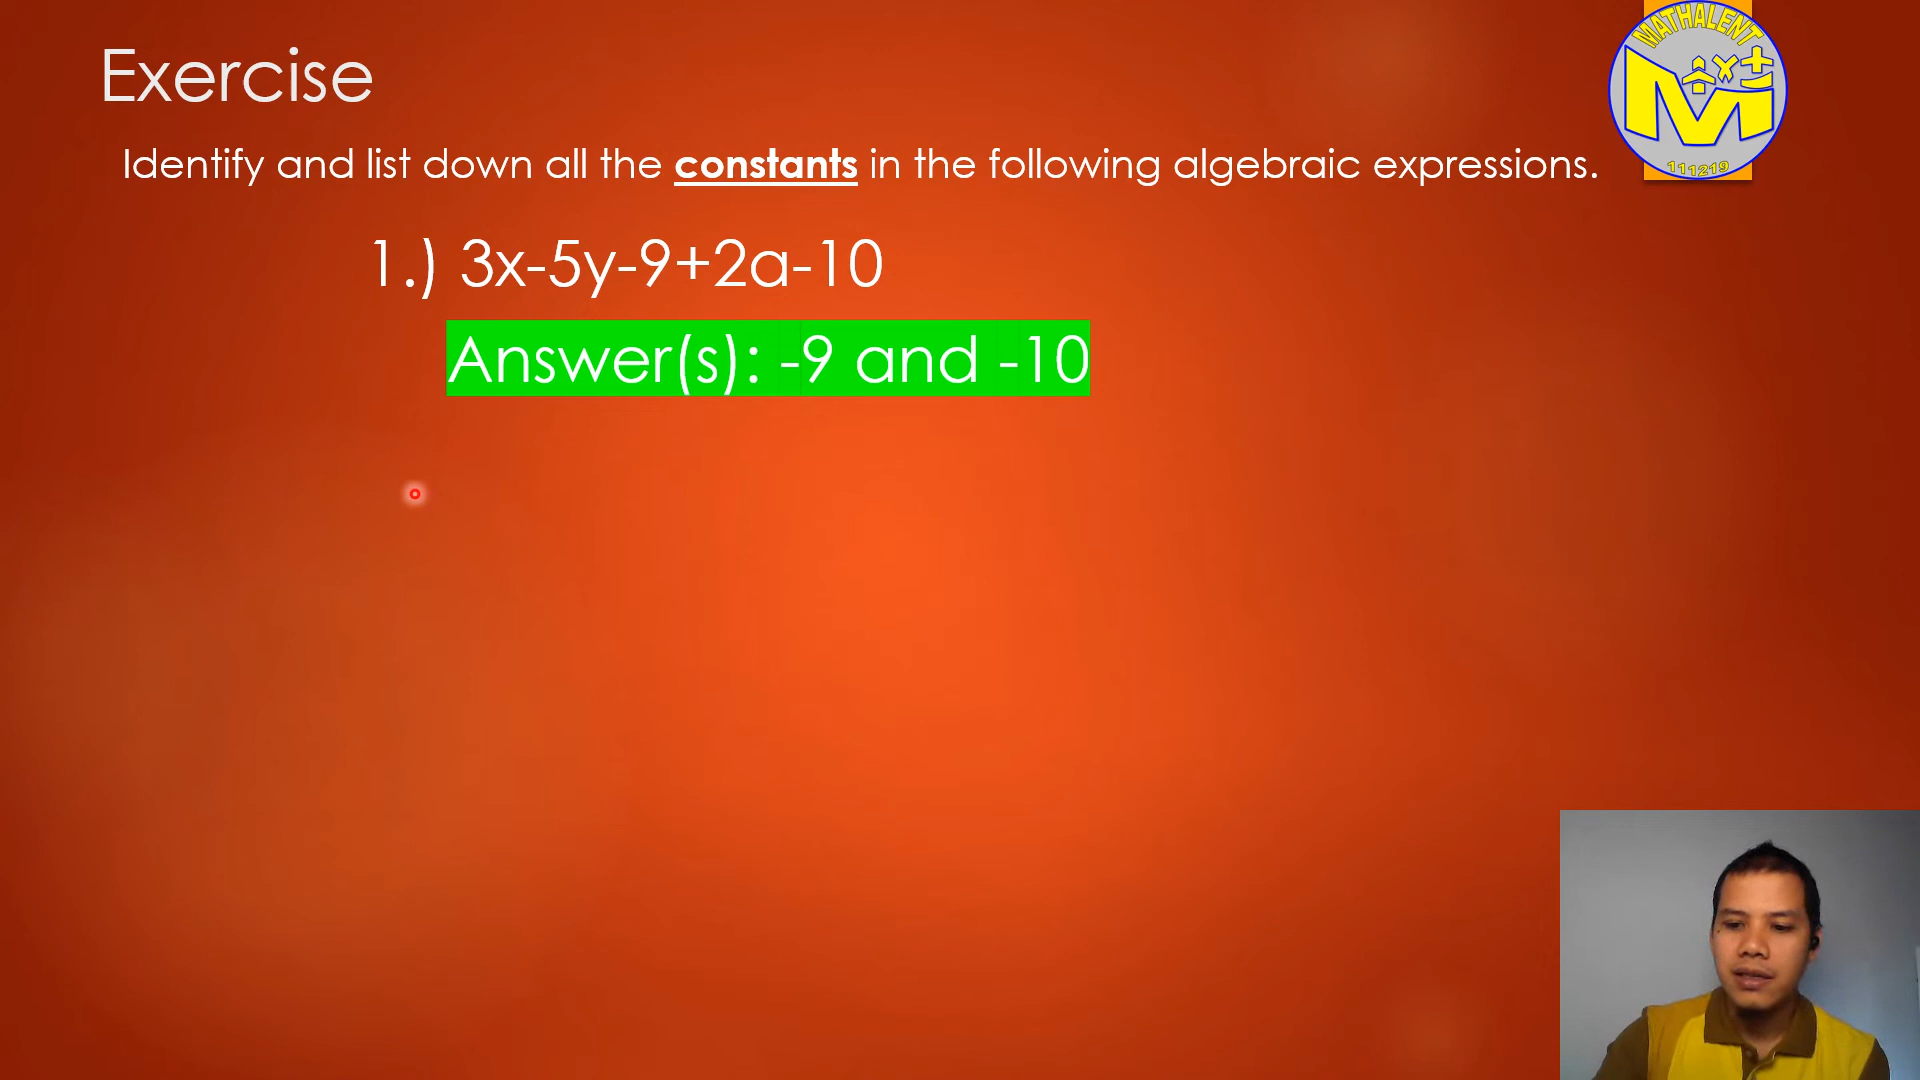 Exercise
MATHALENT
111219
Identify and list down all the constants in the following algebraic expressions.
1.) 3x-5y-9+2a-10
Answer(s): -9 and -10